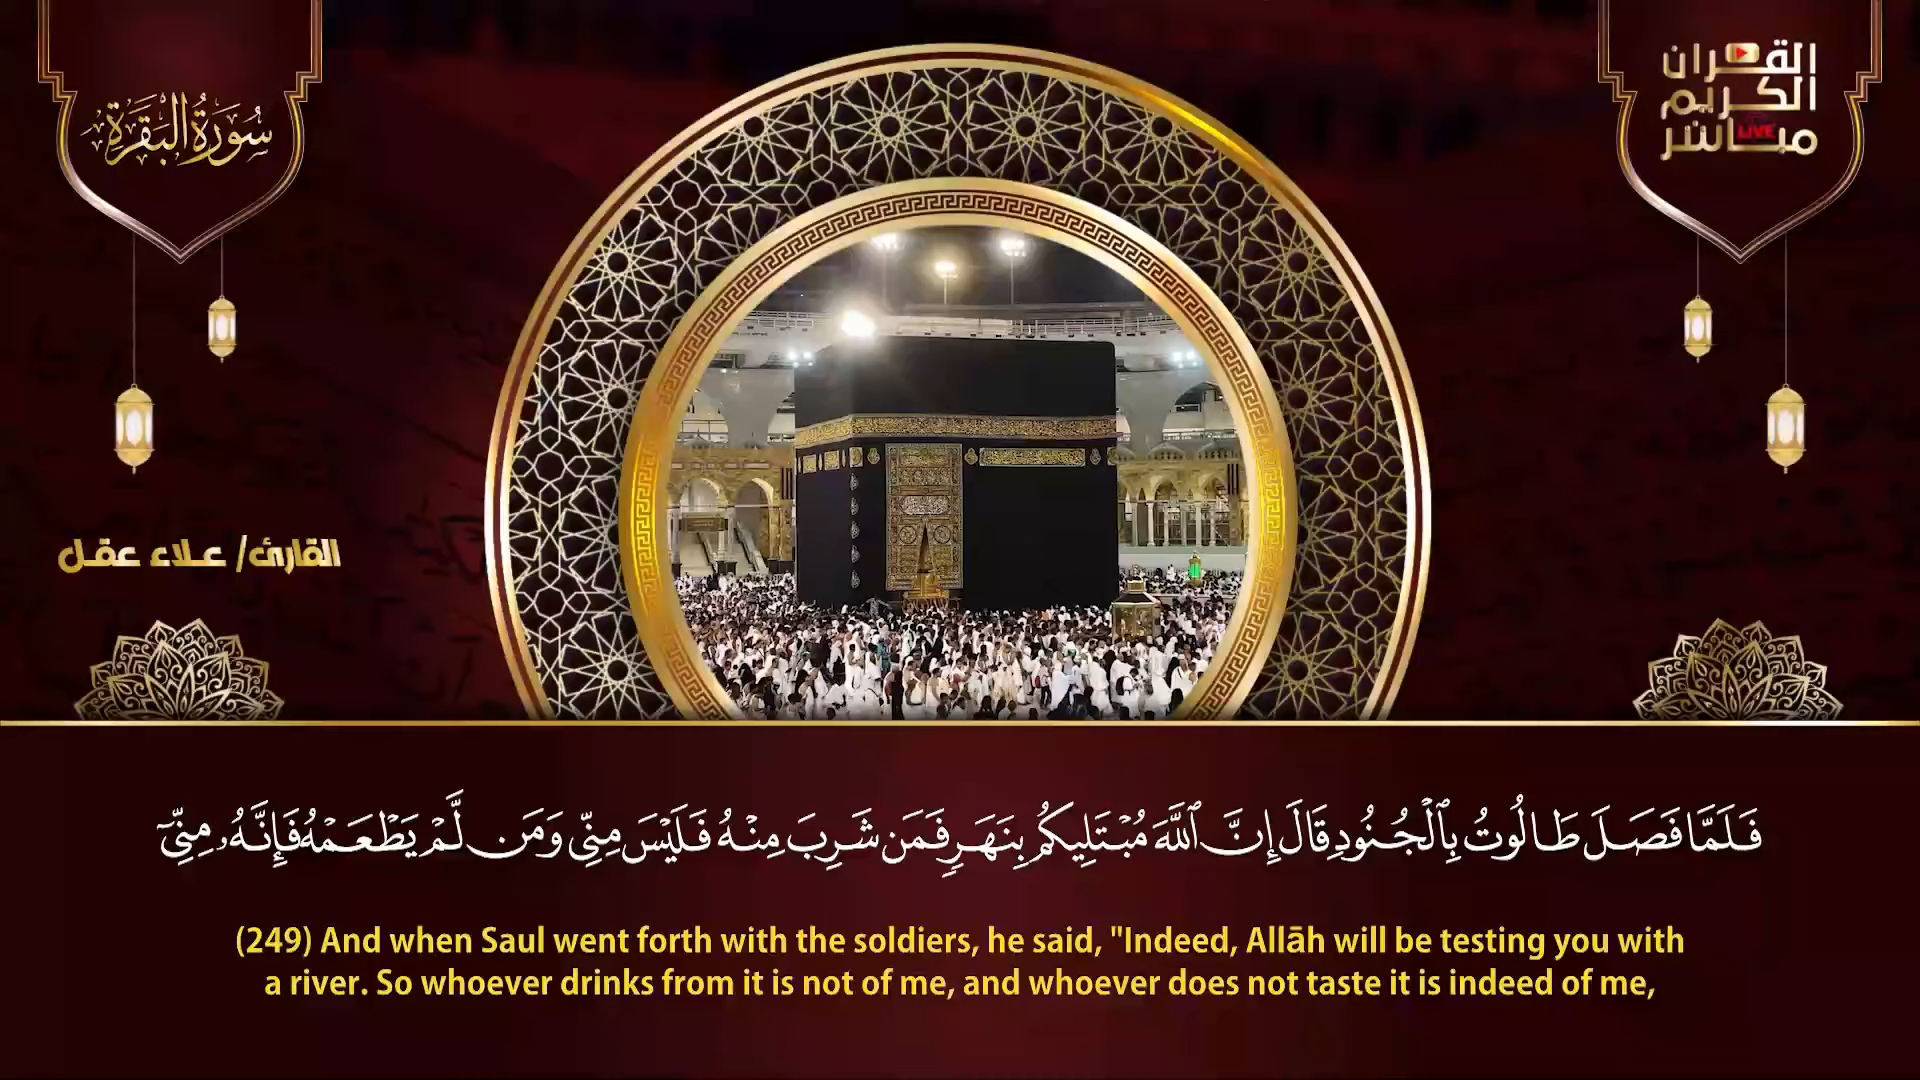 سُورَةُ البَقَرَةِ
القران
الكريم
مباشر
LIVE
القارئ/ علاء عقل
فَلَمَّا فَصَلَ طَالُوتُ بِٱلْجُنُودِ قَالَ إِنَّ ٱللَّهَ مُبْتَلِيكُم بِنَهَرٍ فَمَن شَرِبَ مِنْهُ فَلَيْسَ مِنِّي وَمَن لَّمْ يَطْعَمْهُ فَإِنَّهُۥ مِنِّيٓ
(249) And when Saul went forth with the soldiers, he said, "Indeed, Allāh will be testing you with
a river. So whoever drinks from it is not of me, and whoever does not taste it is indeed of me,